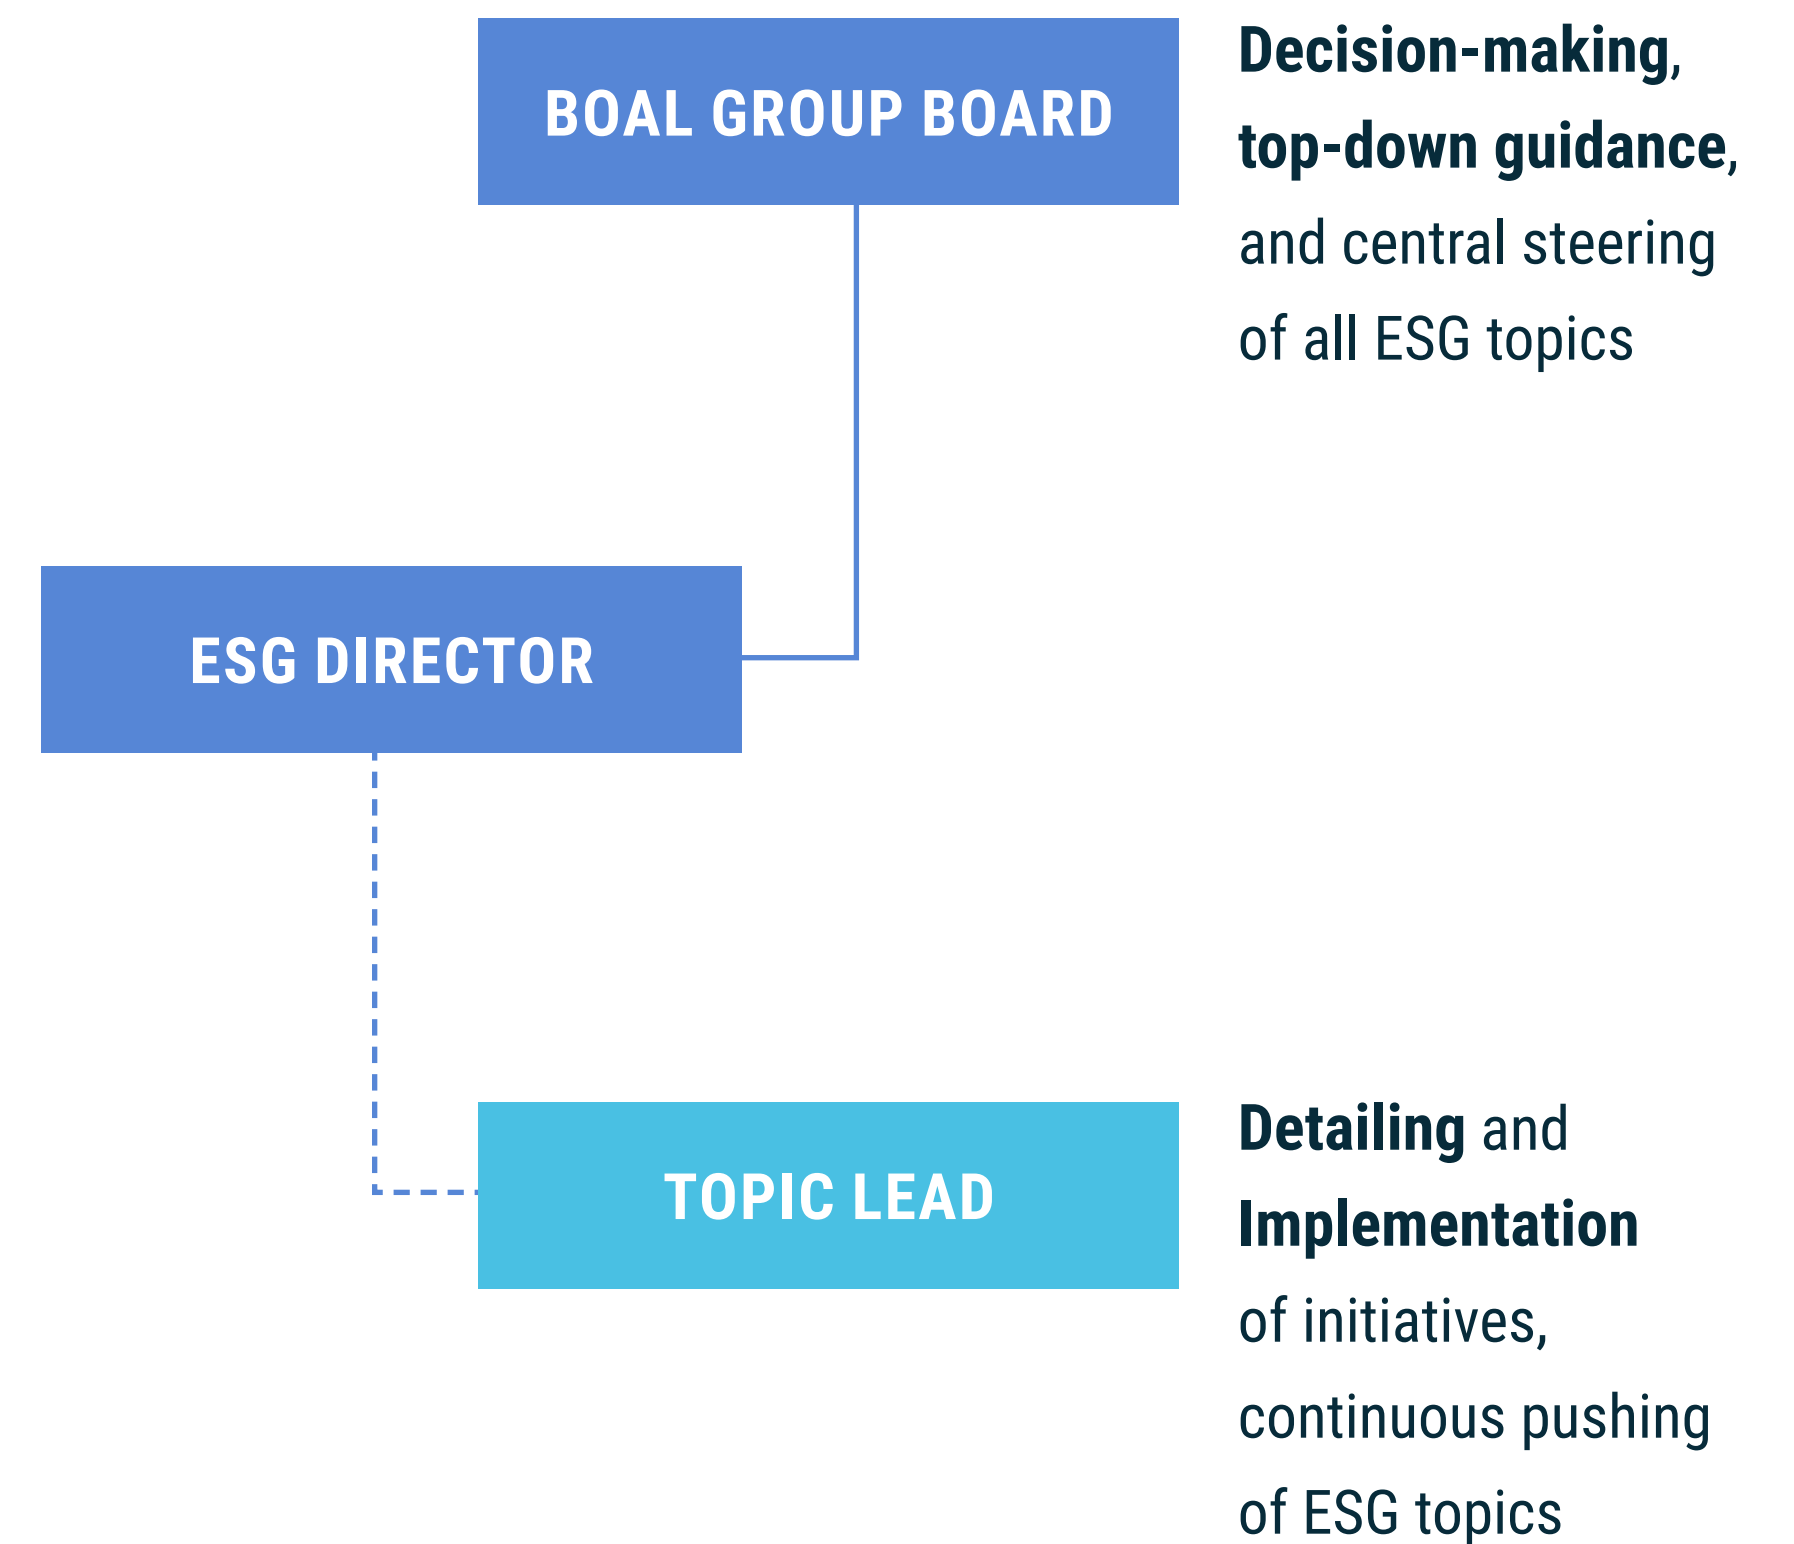 BOAL GROUP BOARD
Decision-making,
top-down guidance,
and central steering
of all ESG topics
ESG DIRECTOR
TOPIC LEAD
Detailing and
Implementation
of initiatives,
continuous pushing
of ESG topics